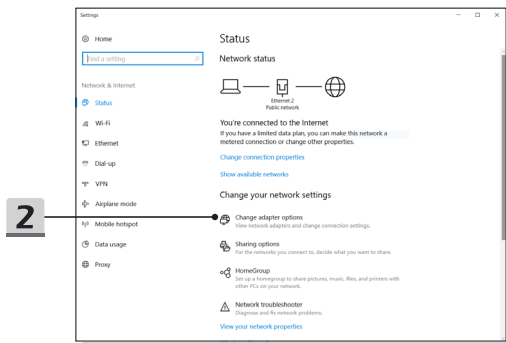 Settings
Home
Find a setting
Network & Internet
Status
Wi-Fi
Ethernet
Dial-up
VPN
Airplane mode
Mobile hotspot
Data usage
Proxy
2
Status
Network status
Ethernet 2
Public network
You're connected to the Internet
If you have a limited data plan, you can make this network a
metered connection or change other properties.
Change connection properties
Show available networks
Change your network settings
Change adapter options
View network adapters and change connection settings.
Sharing options
For the networks you connect to, decide what you want to share.
HomeGroup
Set up a homegroup to share pictures, music, files, and printers with
other PCs on your network.
Network troubleshooter
Diagnose and fix network problems.
View your network properties